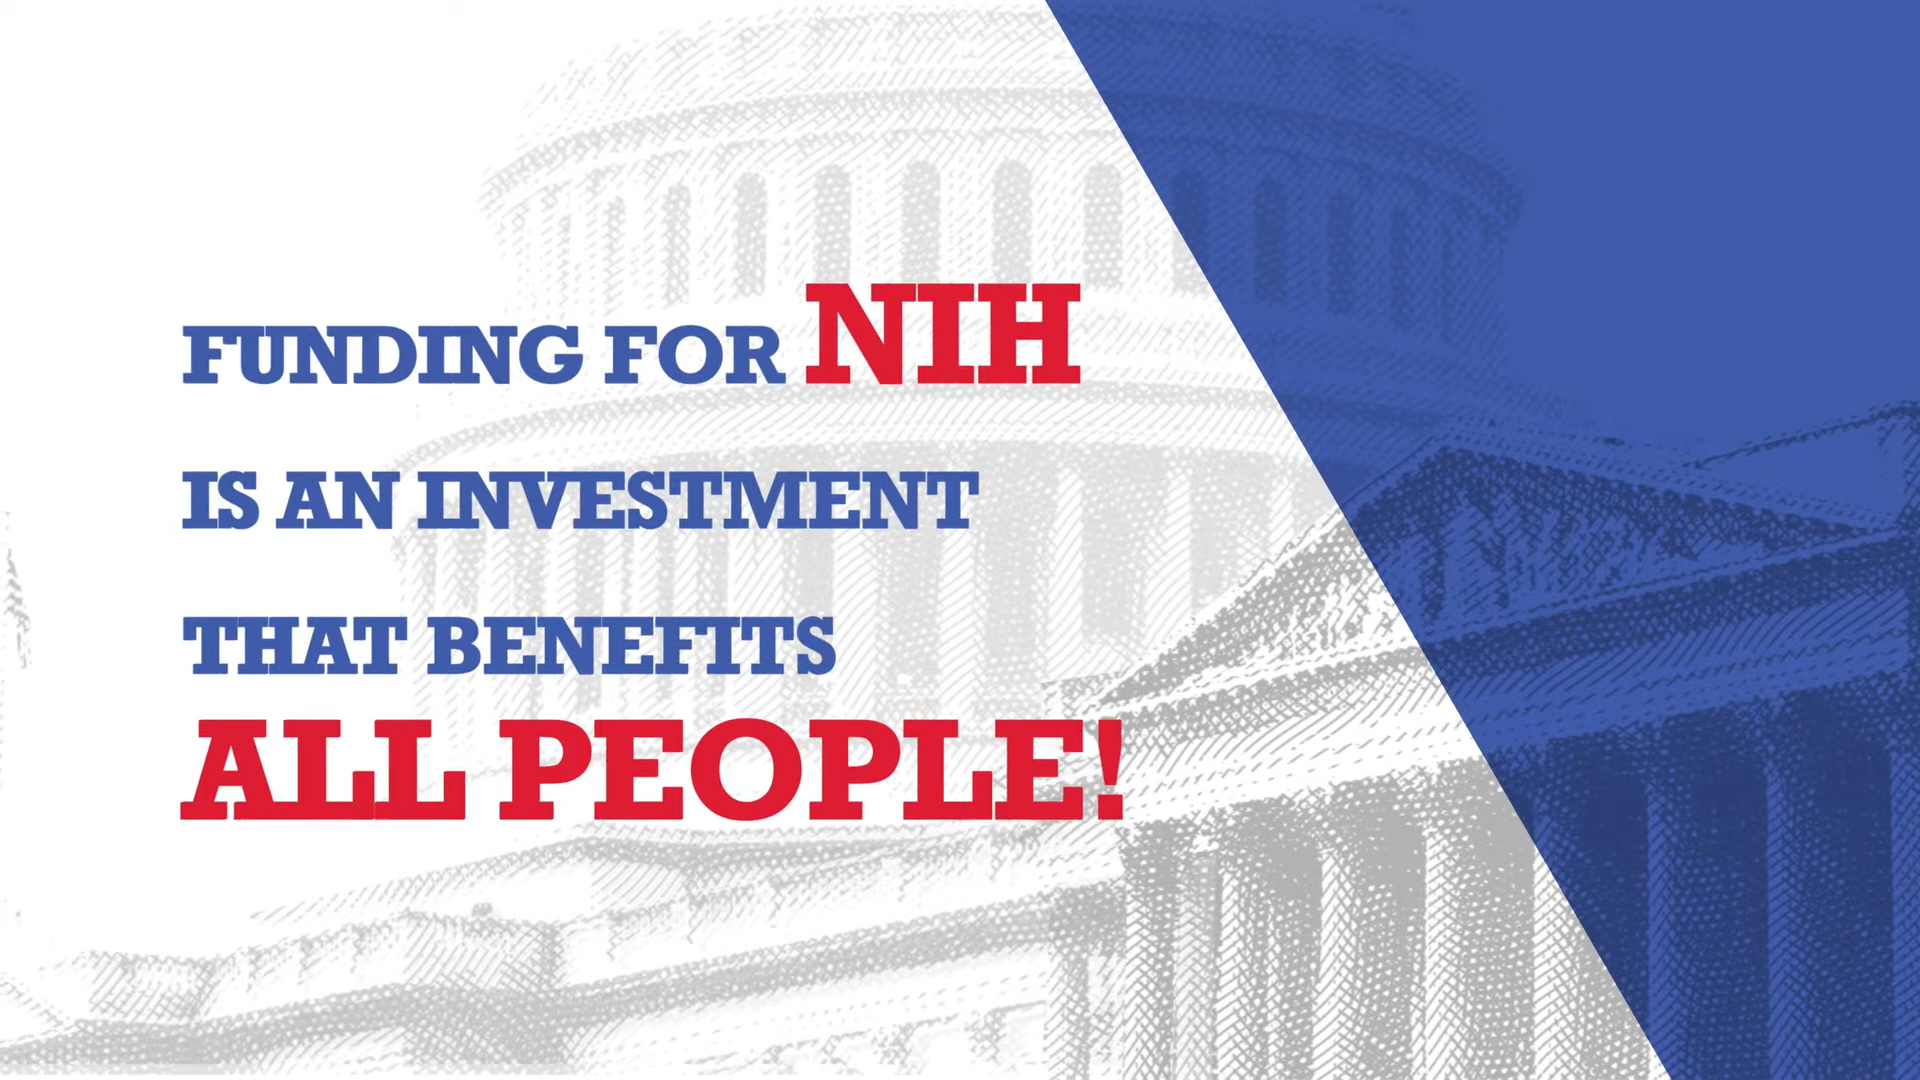 FUNDING FOR NIH
IS AN INVESTMENT
THAT BENEFITS
ALL PEOPLE!